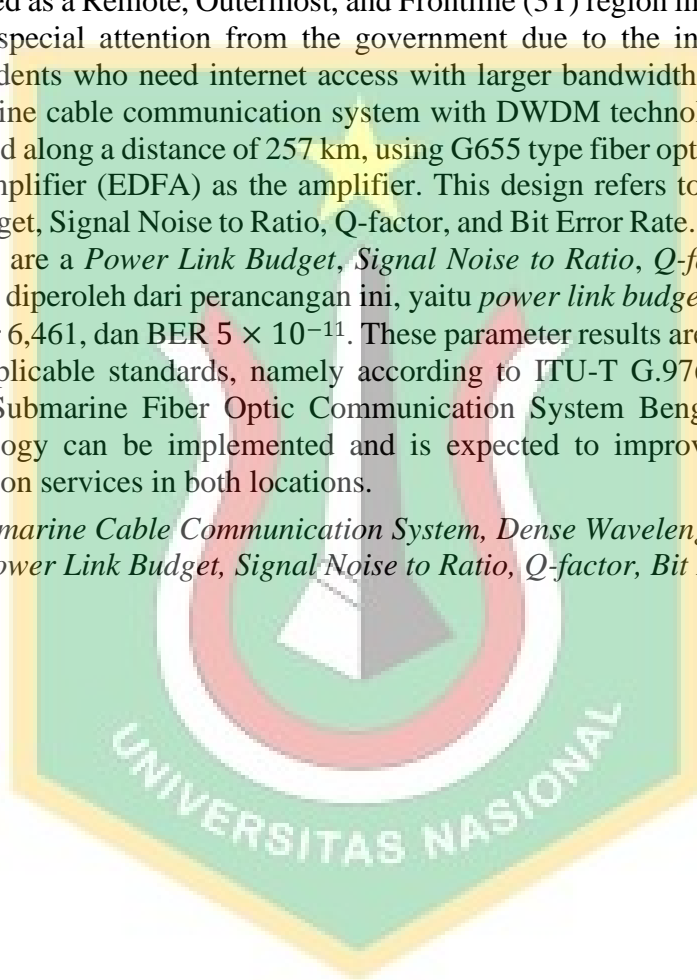 ed as a Remote, Outermost, and Frontline (3T) region in
special attention from the government due to the in
dents who need internet access with larger bandwidth
ine cable communication system with DWDM technol
d along a distance of 257 km, using G655 type fiber opt
mplifier (EDFA) as the amplifier. This design refers to
get, Signal Noise to Ratio, Q-factor, and Bit Error Rate.
are a Power Link Budget, Signal Noise to Ratio, Q-fa
diperoleh dari perancangan ini, yaitu power link budge
6,461, dan BER 5 × 10⁻¹¹. These parameter results are
plicable standards, namely according to ITU-T G.976
Submarine Fiber Optic Communication System Beng
ogy can be implemented and is expected to improv
on services in both locations.
marine Cable Communication System, Dense Waveleng
ower Link Budget, Signal Noise to Ratio, Q-factor, Bit
UNIVERSITAS NASIONAL